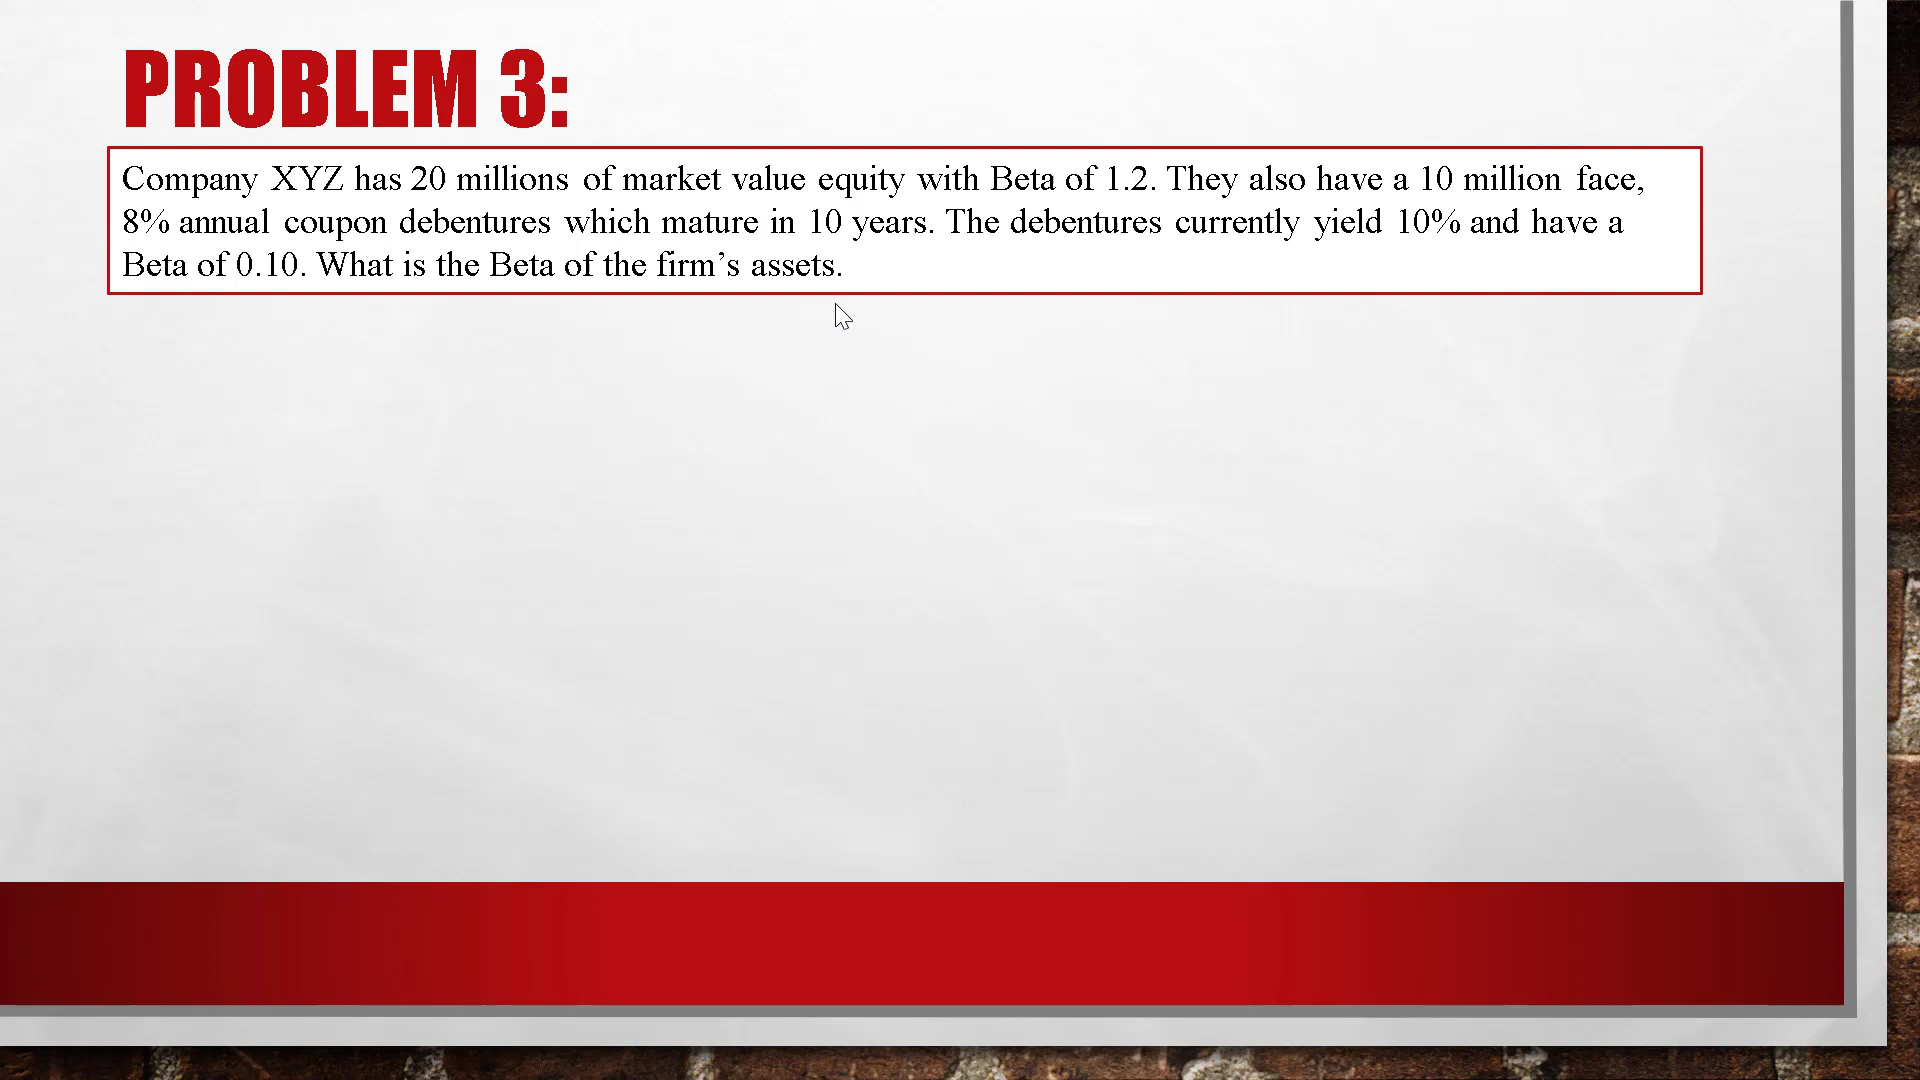 PROBLEM 3:
Company XYZ has 20 millions of market value equity with Beta of 1.2. They also have a 10 million face,
8% annual coupon debentures which mature in 10 years. The debentures currently yield 10% and have a
Beta of 0.10. What is the Beta of the firm’s assets.